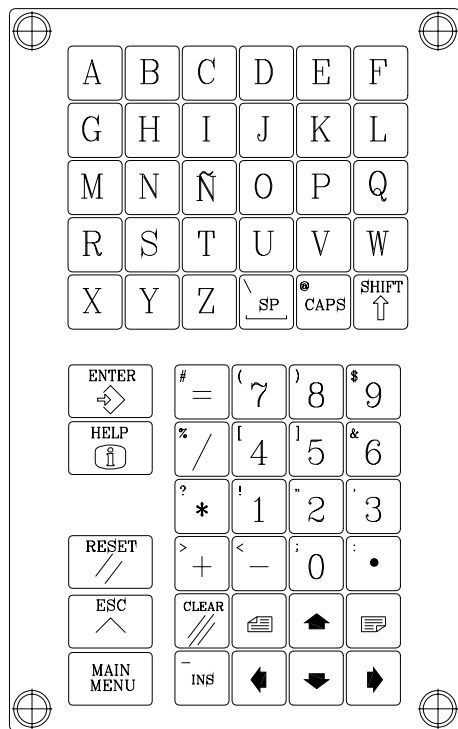 A B C D E F
G H I J K L
M N Ñ O P Q
R S T U V W
X Y Z \ SP @ CAPS SHIFT
ENTER # = ( 7 ) 8 $ 9
HELP i % / [ 4 ] 5 & 6
? * ! 1 " 2 ' 3
RESET > + < - ; 0 : •
ESC CLEAR
MAIN
MENU _ INS